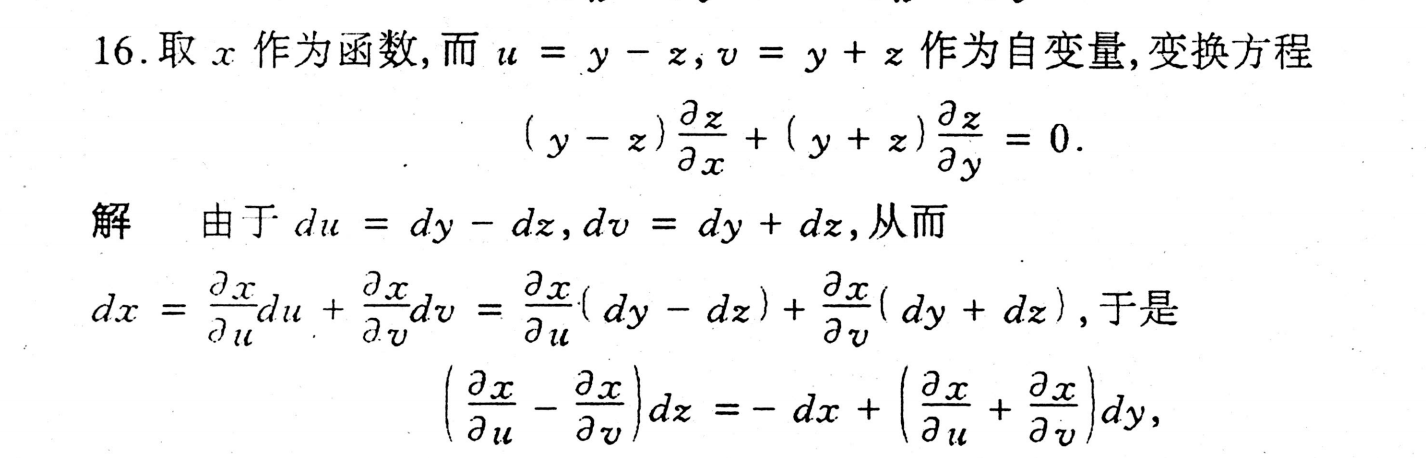 16.取 x 作为函数,而 u = y − z, v = y + z 作为自变量,变换方程
(y − z)∂z/∂x + (y + z)∂z/∂y = 0.
解 由于 du = dy − dz, dv = dy + dz,从而
dx = ∂x/∂u du + ∂x/∂v dv = ∂x/∂u (dy − dz) + ∂x/∂v (dy + dz),于是
(∂x/∂u − ∂x/∂v)dz = − dx + (∂x/∂u + ∂x/∂v)dy,